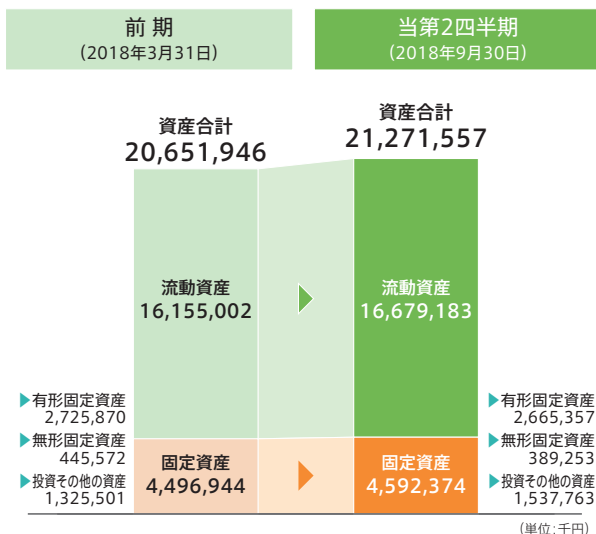 前 期
（2018年3月31日）
当第2四半期
（2018年9月30日）
資産合計
20,651,946
資産合計
21,271,557
流動資産
16,155,002
流動資産
16,679,183
▶有形固定資産
2,725,870
▶無形固定資産
445,572
▶投資その他の資産
1,325,501
固定資産
4,496,944
固定資産
4,592,374
▶有形固定資産
2,665,357
▶無形固定資産
389,253
▶投資その他の資産
1,537,763
（単位：千円）